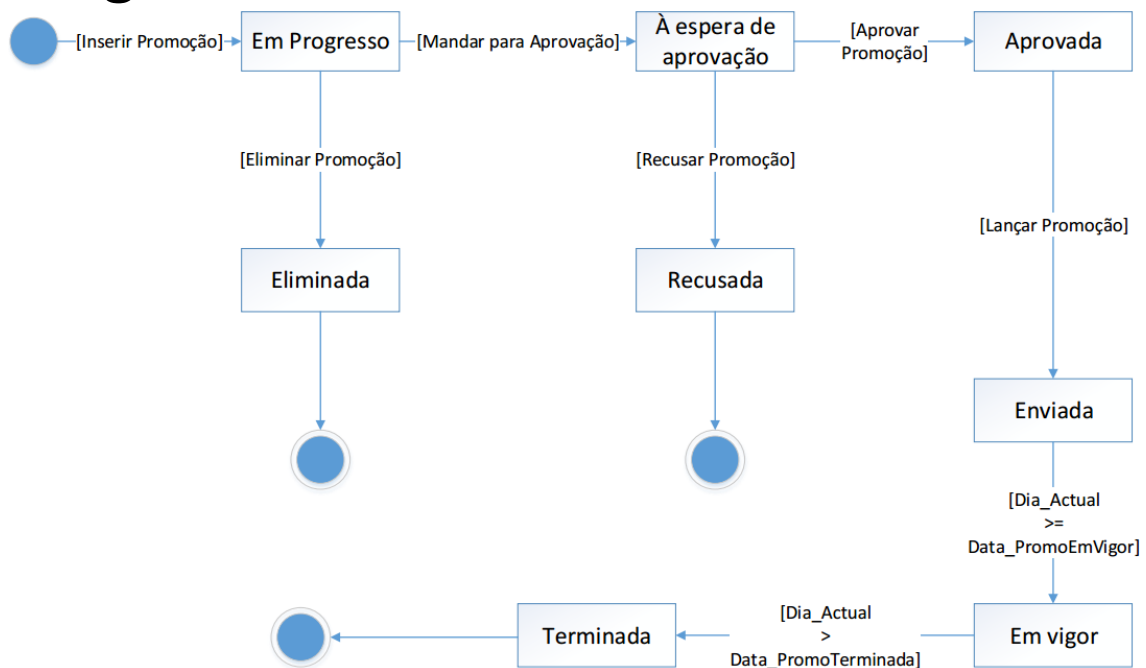 [Inserir Promoção]
Em Progresso
[Mandar para Aprovação]
À espera de
aprovação
[Aprovar
Promoção]
Aprovada
[Eliminar Promoção]
[Recusar Promoção]
[Lançar Promoção]
Eliminada
Recusada
Enviada
[Dia_Actual
>=
Data_PromoEmVigor]
Terminada
[Dia_Actual
>
Data_PromoTerminada]
Em vigor